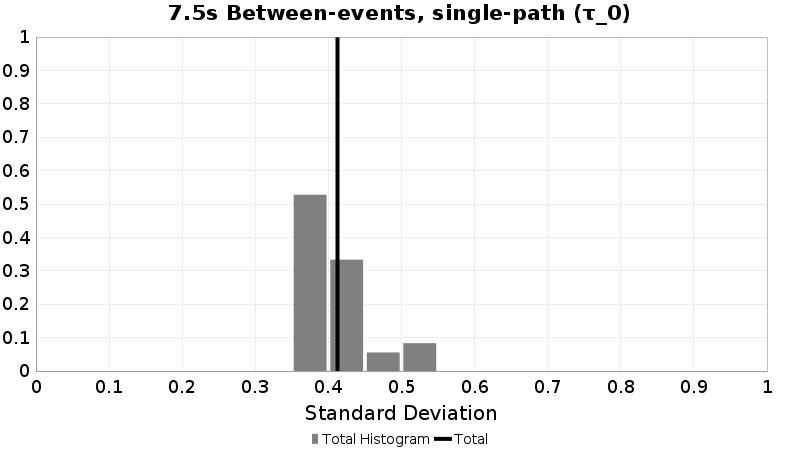 7.5s Between-events, single-path (τ_0)
1
0.9
0.8
0.7
0.6
0.5
0.4
0.3
0.2
0.1
0
0 0.1 0.2 0.3 0.4 0.5 0.6 0.7 0.8 0.9 1
Standard Deviation
Total Histogram Total